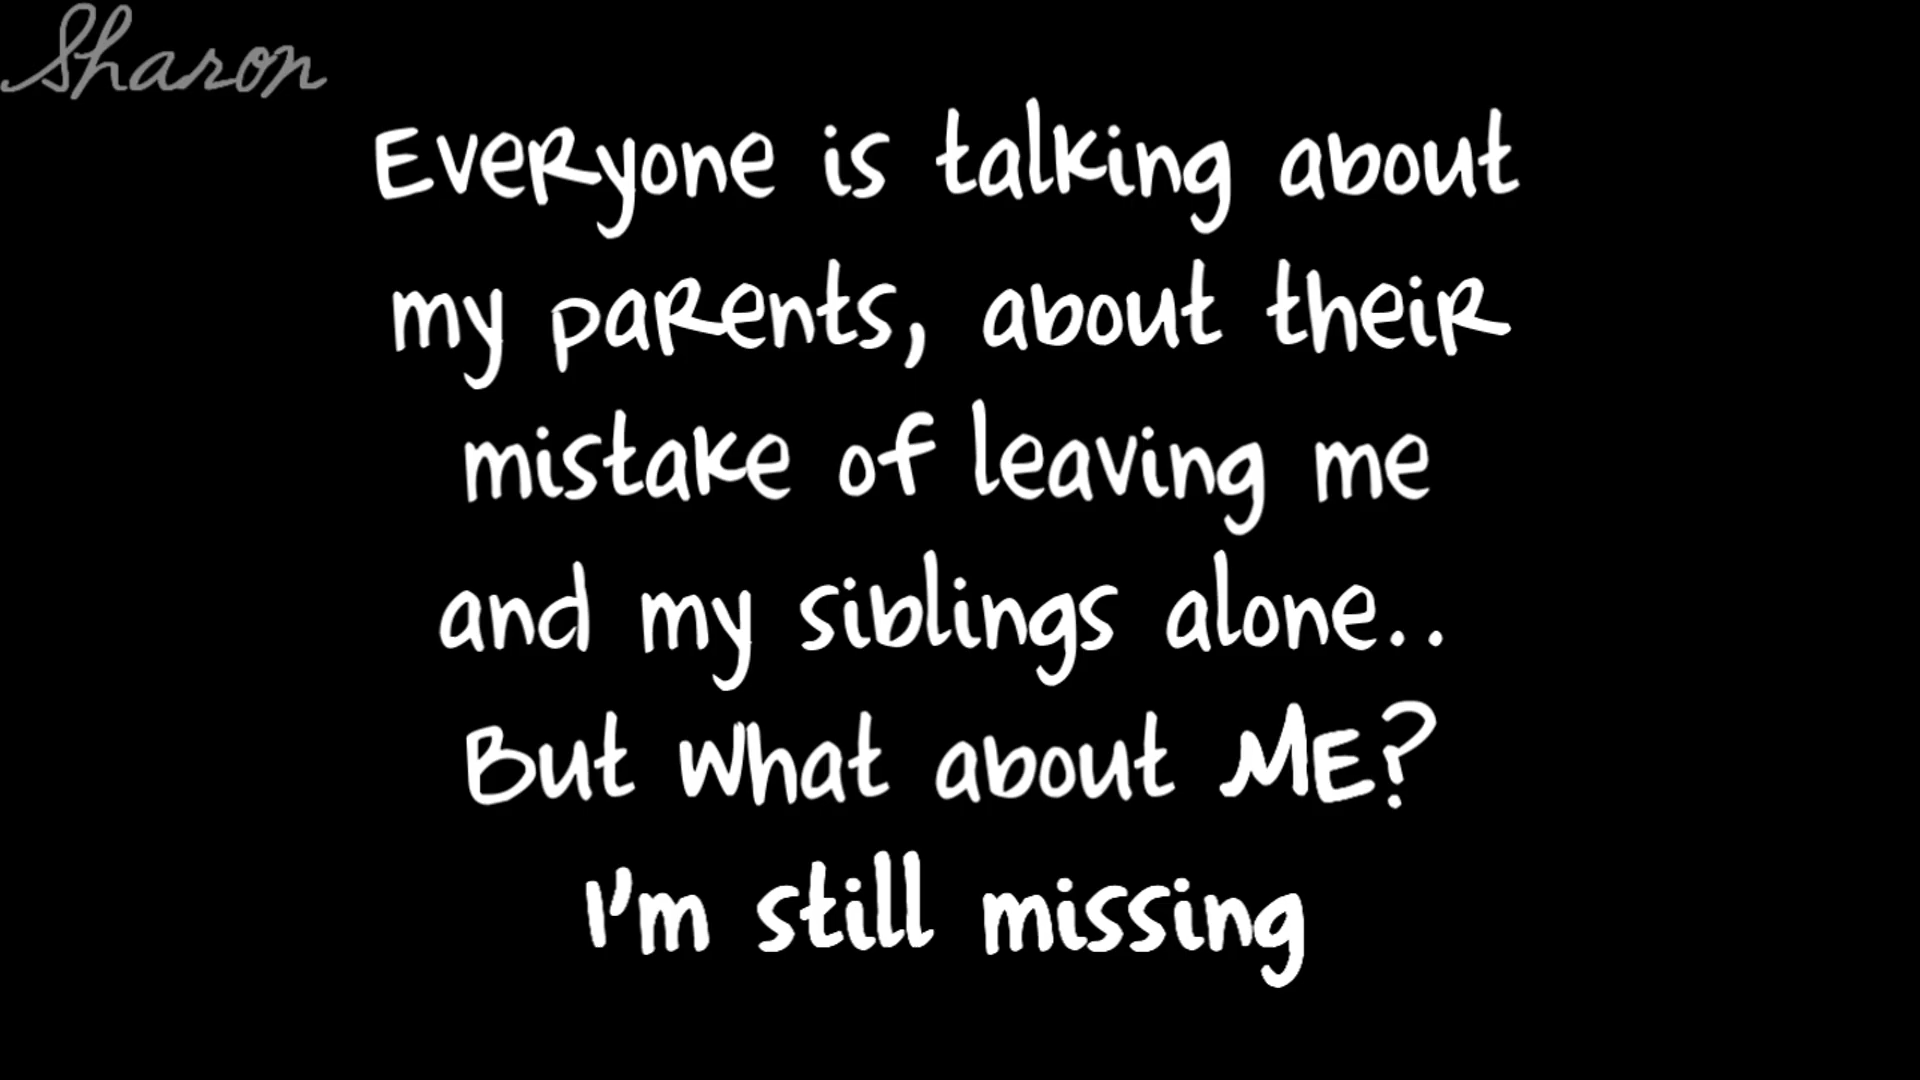 Sharon
Everyone is talking about
my parents, about their
mistake of leaving me
and my siblings alone..
But what about ME?
I'm still missing